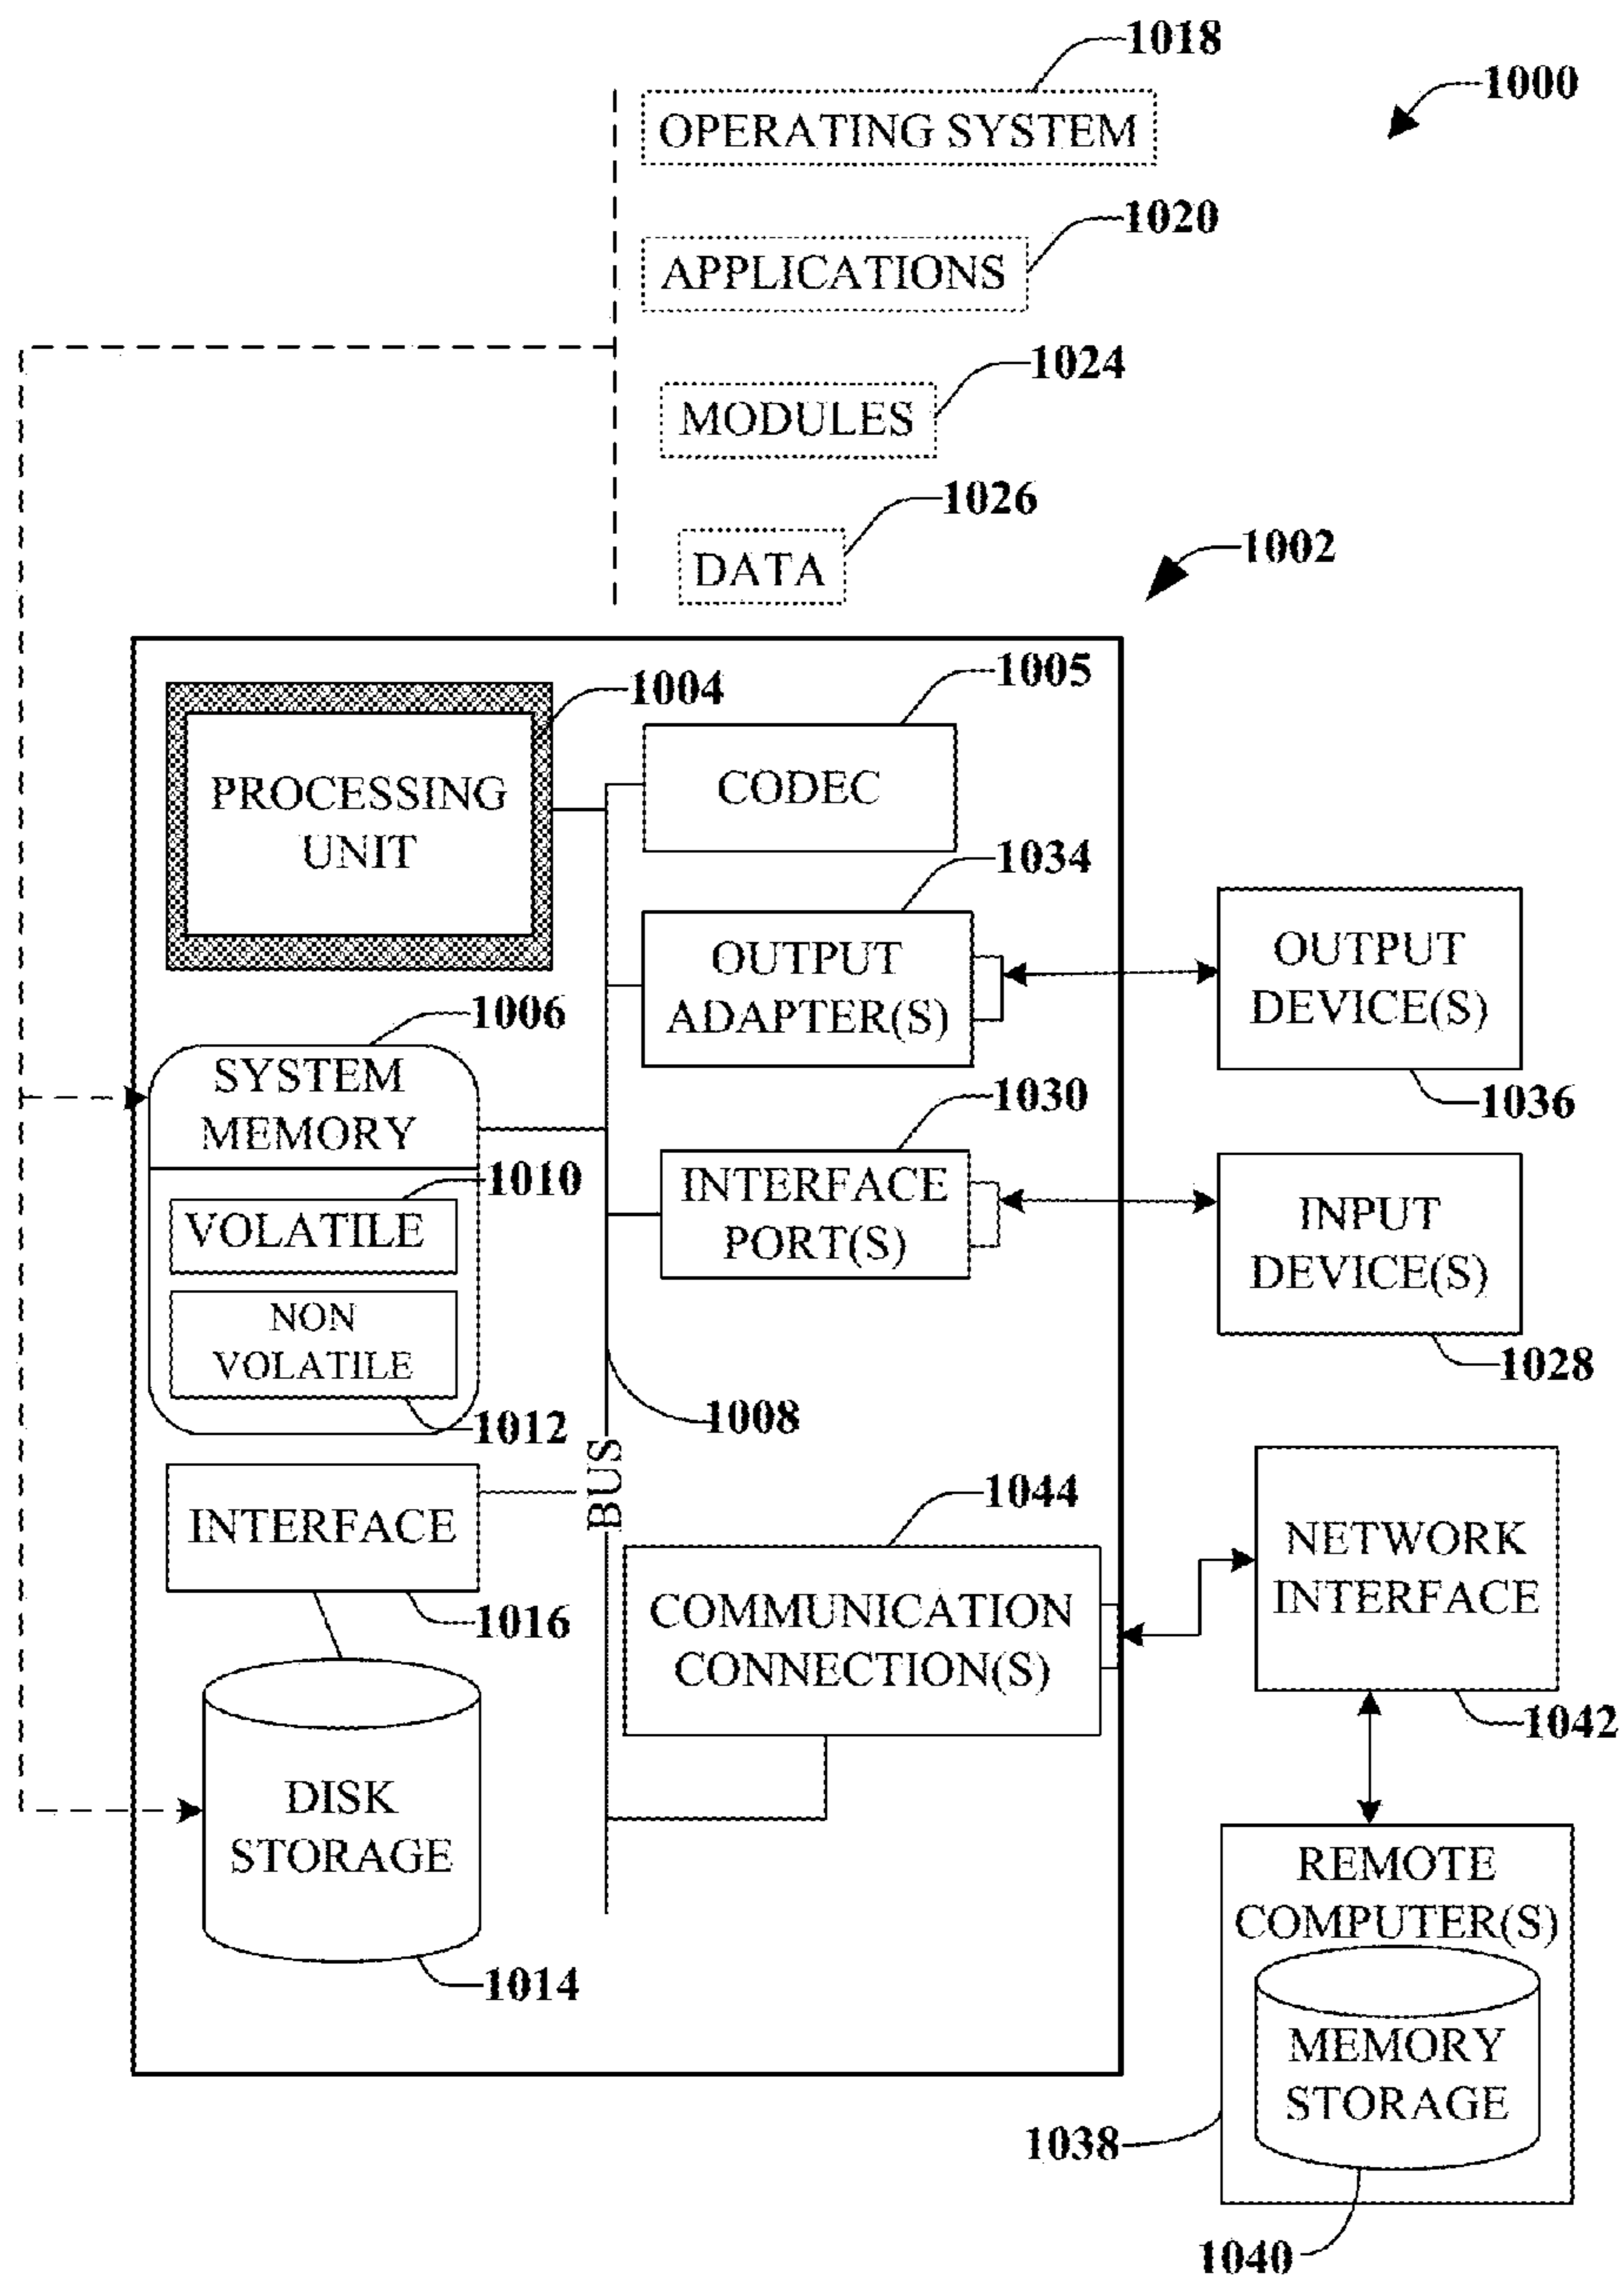 1018
1000
OPERATING SYSTEM
1020
APPLICATIONS
1024
MODULES
1026
DATA
1002
1004
PROCESSING
UNIT
1005
CODEC
1034
OUTPUT
ADAPTER(S)
OUTPUT
DEVICE(S)
1036
1006
SYSTEM
MEMORY
1010
VOLATILE
NON
VOLATILE
1012
1030
INTERFACE
PORT(S)
INPUT
DEVICE(S)
1028
1008
BUS
INTERFACE
1016
1044
COMMUNICATION
CONNECTION(S)
NETWORK
INTERFACE
1042
DISK
STORAGE
1014
REMOTE
COMPUTER(S)
MEMORY
STORAGE
1038
1040